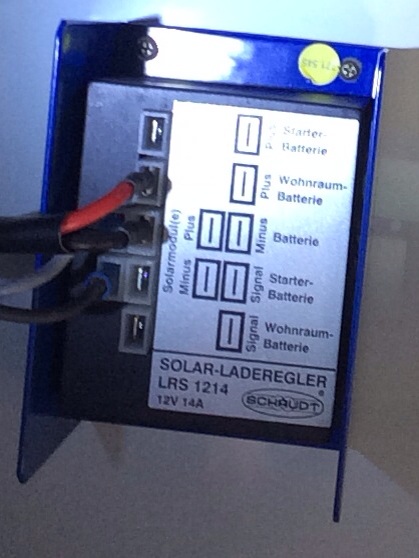 Plus Starter-
Batterie
Plus Wohnraum-
Batterie
Solarmodul(e)
Plus
Minus
Minus Batterie
Signal Starter-
Batterie
Signal Wohnraum-
Batterie
SOLAR-LADEREGLER
LRS 1214
12V 14A
SCHAUDT ®